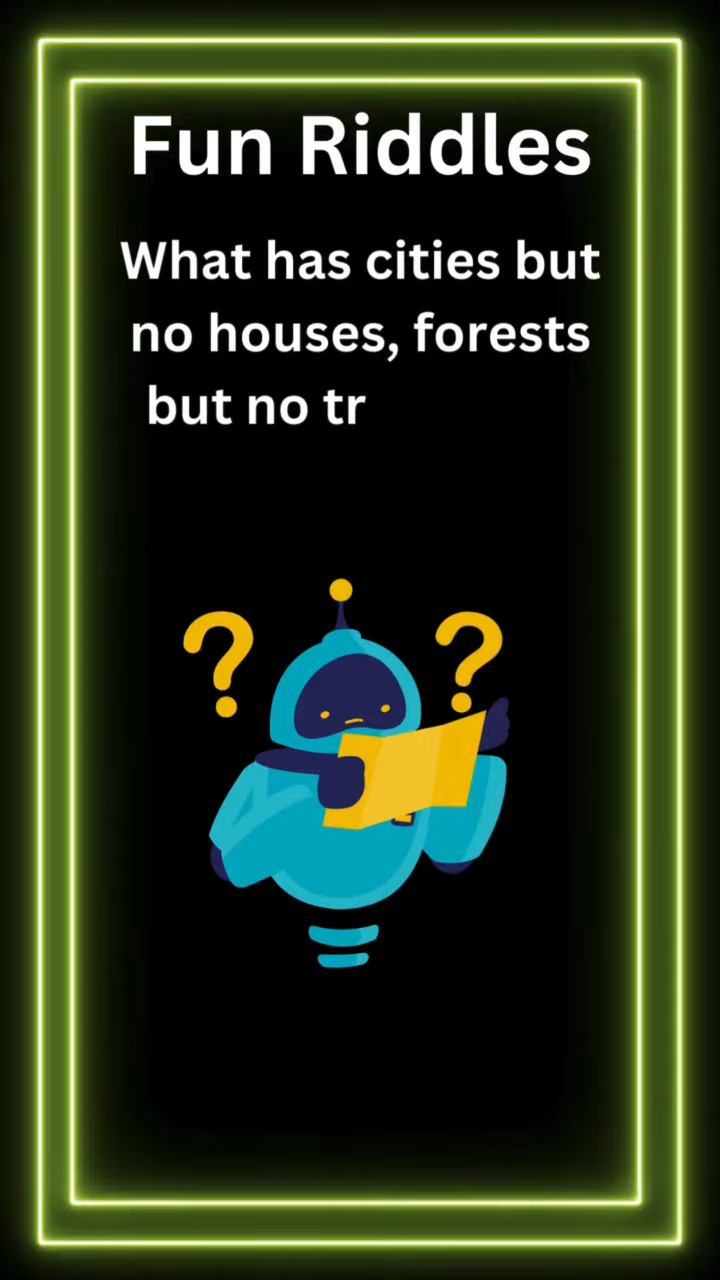 Fun Riddles
What has cities but
no houses, forests
but no tr
? ?